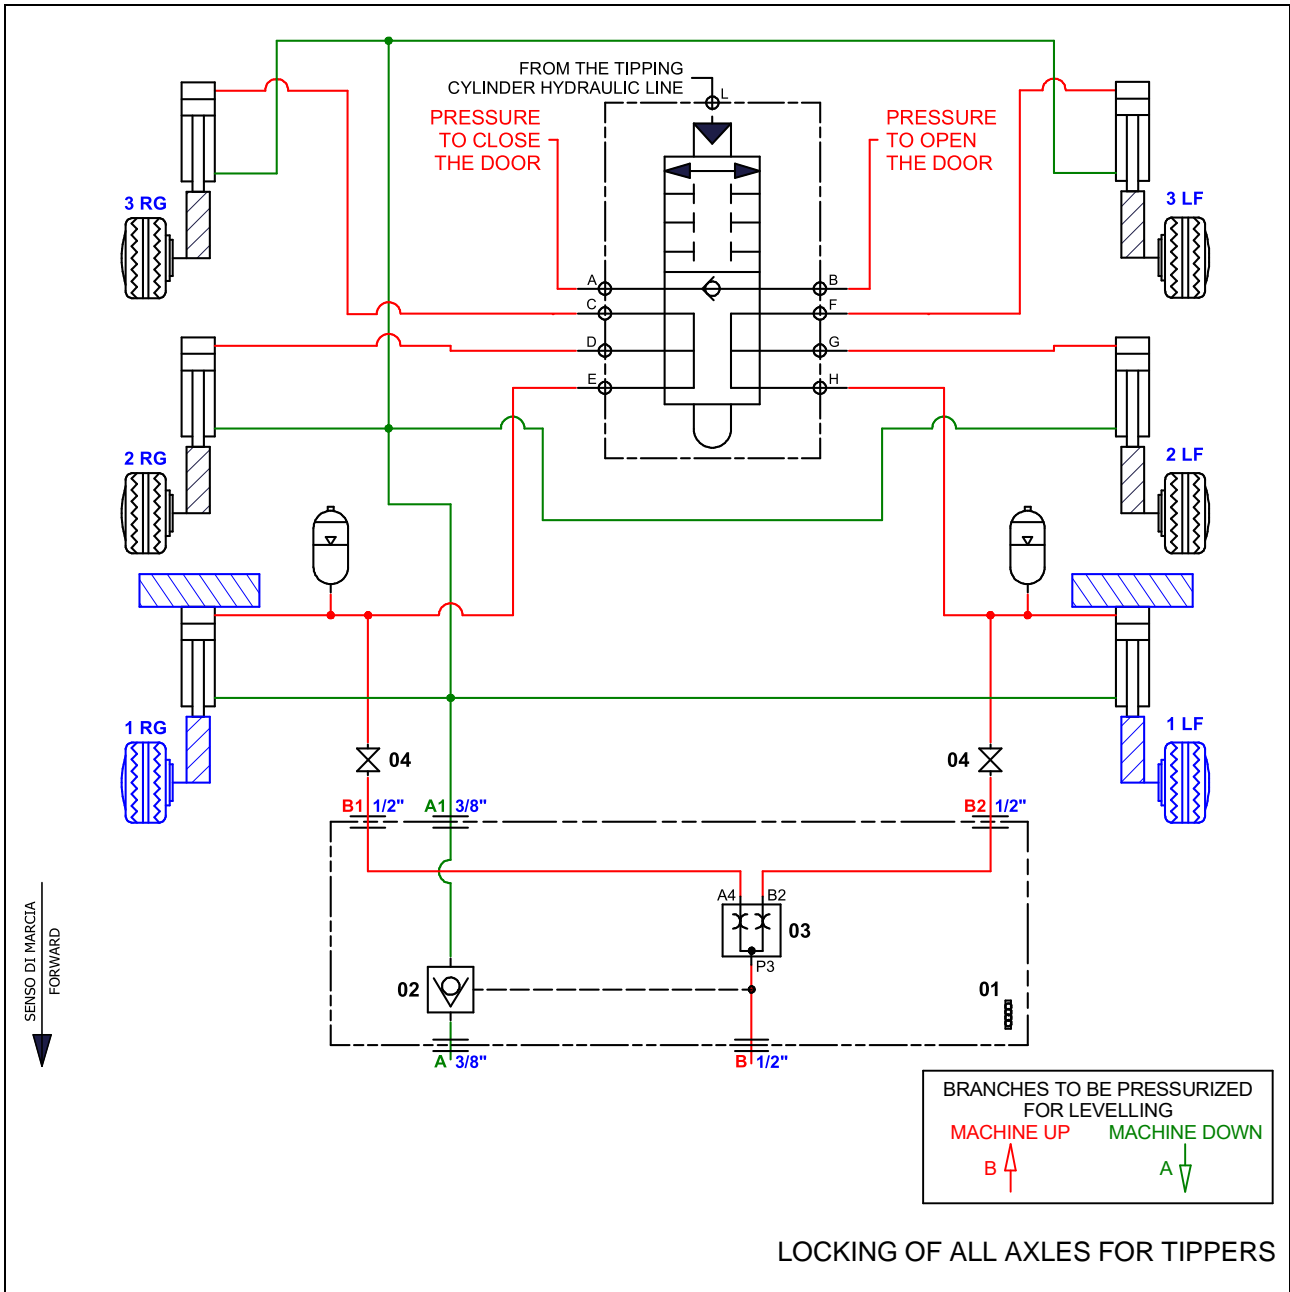 FROM THE TIPPING
CYLINDER HYDRAULIC LINE
L
PRESSURE
TO CLOSE
THE DOOR
PRESSURE
TO OPEN
THE DOOR
3 RG
3 LF
A
B
C
F
D
G
E
H
2 RG
2 LF
1 RG
1 LF
04
04
B1 1/2"
A1 3/8"
B2 1/2"
A4
B2
03
P3
02
01
A 3/8"
B 1/2"
SENSO DI MARCIA
FORWARD
BRANCHES TO BE PRESSURIZED
FOR LEVELLING
MACHINE UP
MACHINE DOWN
B
A
LOCKING OF ALL AXLES FOR TIPPERS